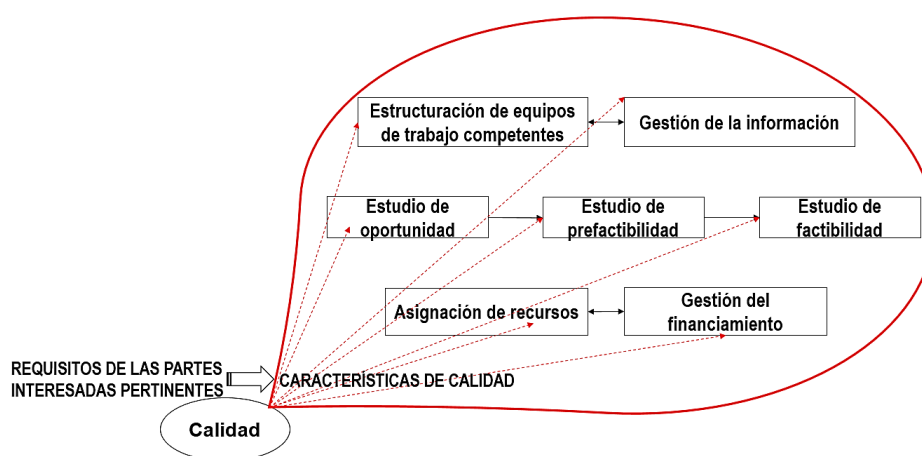 Estructuración de equipos
de trabajo competentes
Gestión de la información
Estudio de
oportunidad
Estudio de
prefactibilidad
Estudio de
factibilidad
Asignación de recursos
Gestión del
financiamiento
REQUISITOS DE LAS PARTES
INTERESADAS PERTINENTES
CARACTERÍSTICAS DE CALIDAD
Calidad